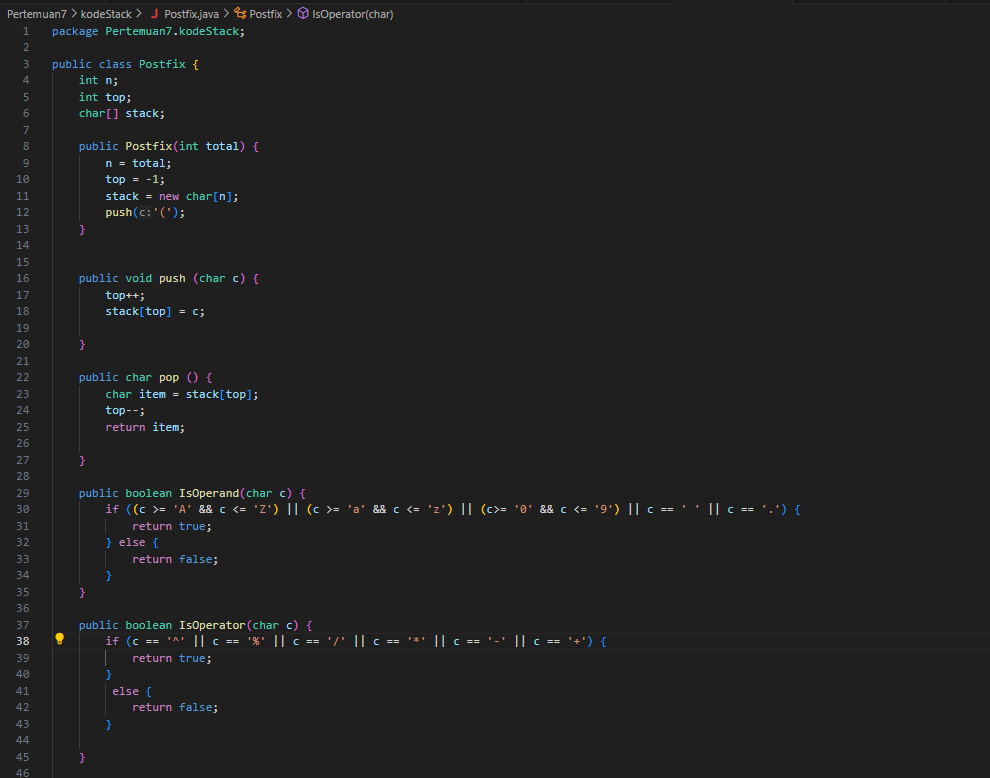 Pertemuan7 > kodeStack > Postfix.java > Postfix > IsOperator(char)
1 package Pertemuan7.kodeStack;
2
3 public class Postfix {
4     int n;
5     int top;
6     char[] stack;
7
8     public Postfix(int total) {
9         n = total;
10         top = -1;
11         stack = new char[n];
12         push(c:'(');
13     }
14
15
16     public void push (char c) {
17         top++;
18         stack[top] = c;
19
20     }
21
22     public char pop () {
23         char item = stack[top];
24         top--;
25         return item;
26
27     }
28
29     public boolean IsOperand(char c) {
30         if ((c >= 'A' && c <= 'Z') || (c >= 'a' && c <= 'z') || (c>= '0' && c <= '9') || c == ' ' || c == '.') {
31             return true;
32         } else {
33             return false;
34         }
35     }
36
37     public boolean IsOperator(char c) {
38         if (c == '^' || c == '%' || c == '/' || c == '*' || c == '-' || c == '+') {
39             return true;
40         }
41          else {
42             return false;
43         }
44
45     }
46